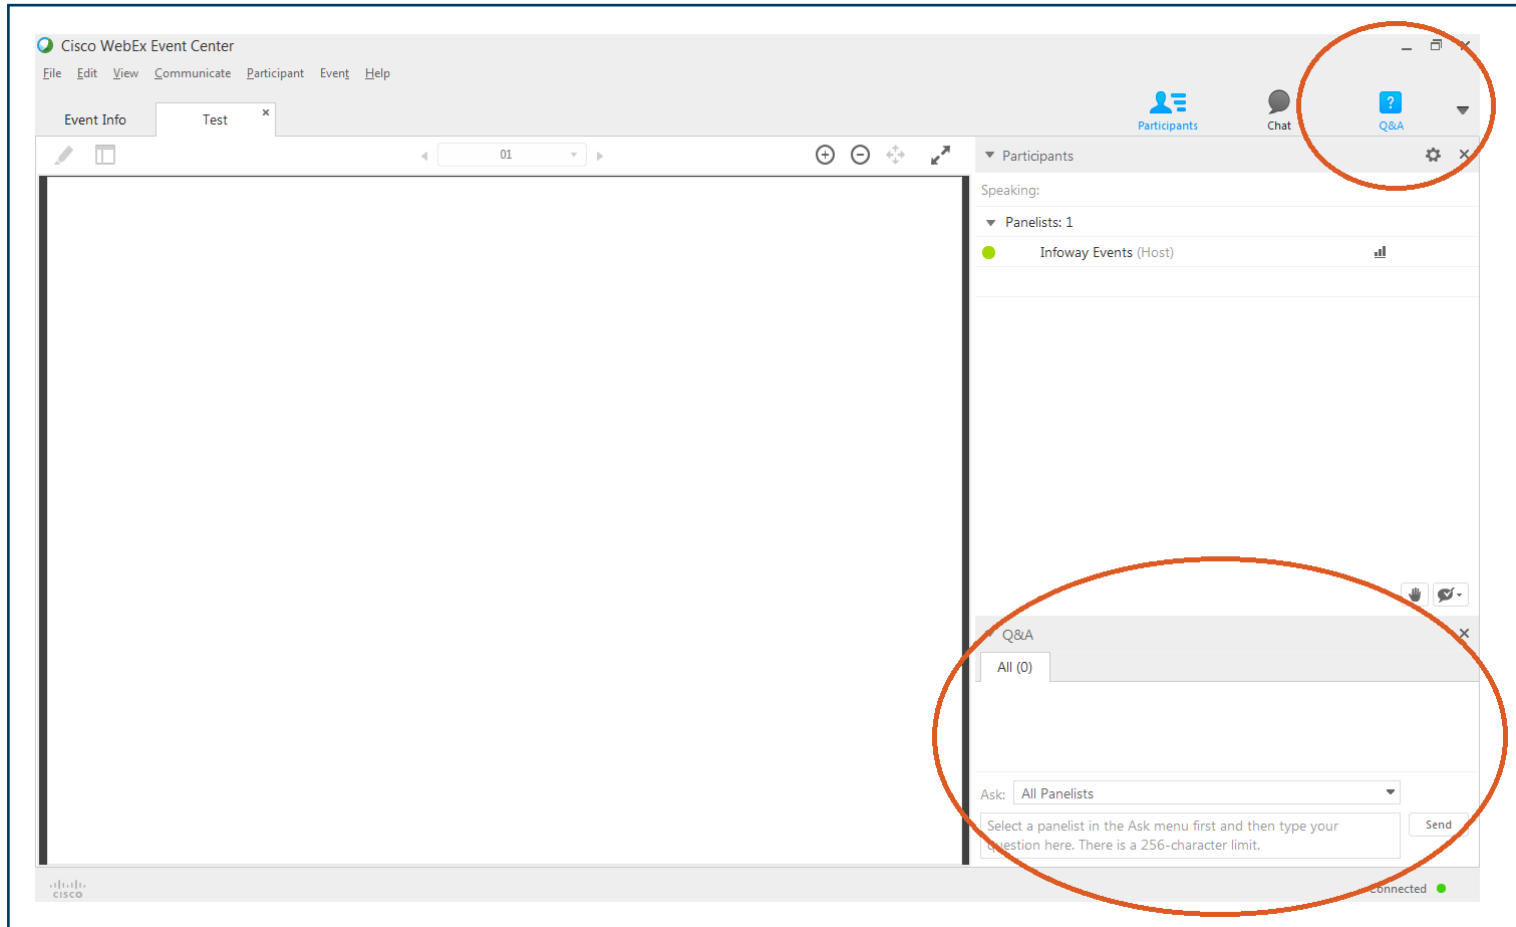 Cisco WebEx Event Center
File Edit View Communicate Participant Event Help
Event Info
Test
Participants
Chat
?
Q&A
01
Participants
Speaking:
Panelists: 1
Infoway Events (Host)
Q&A
All (0)
Ask: All Panelists
Select a panelist in the Ask menu first and then type your
question here. There is a 256-character limit.
Send
CISCO
Connected